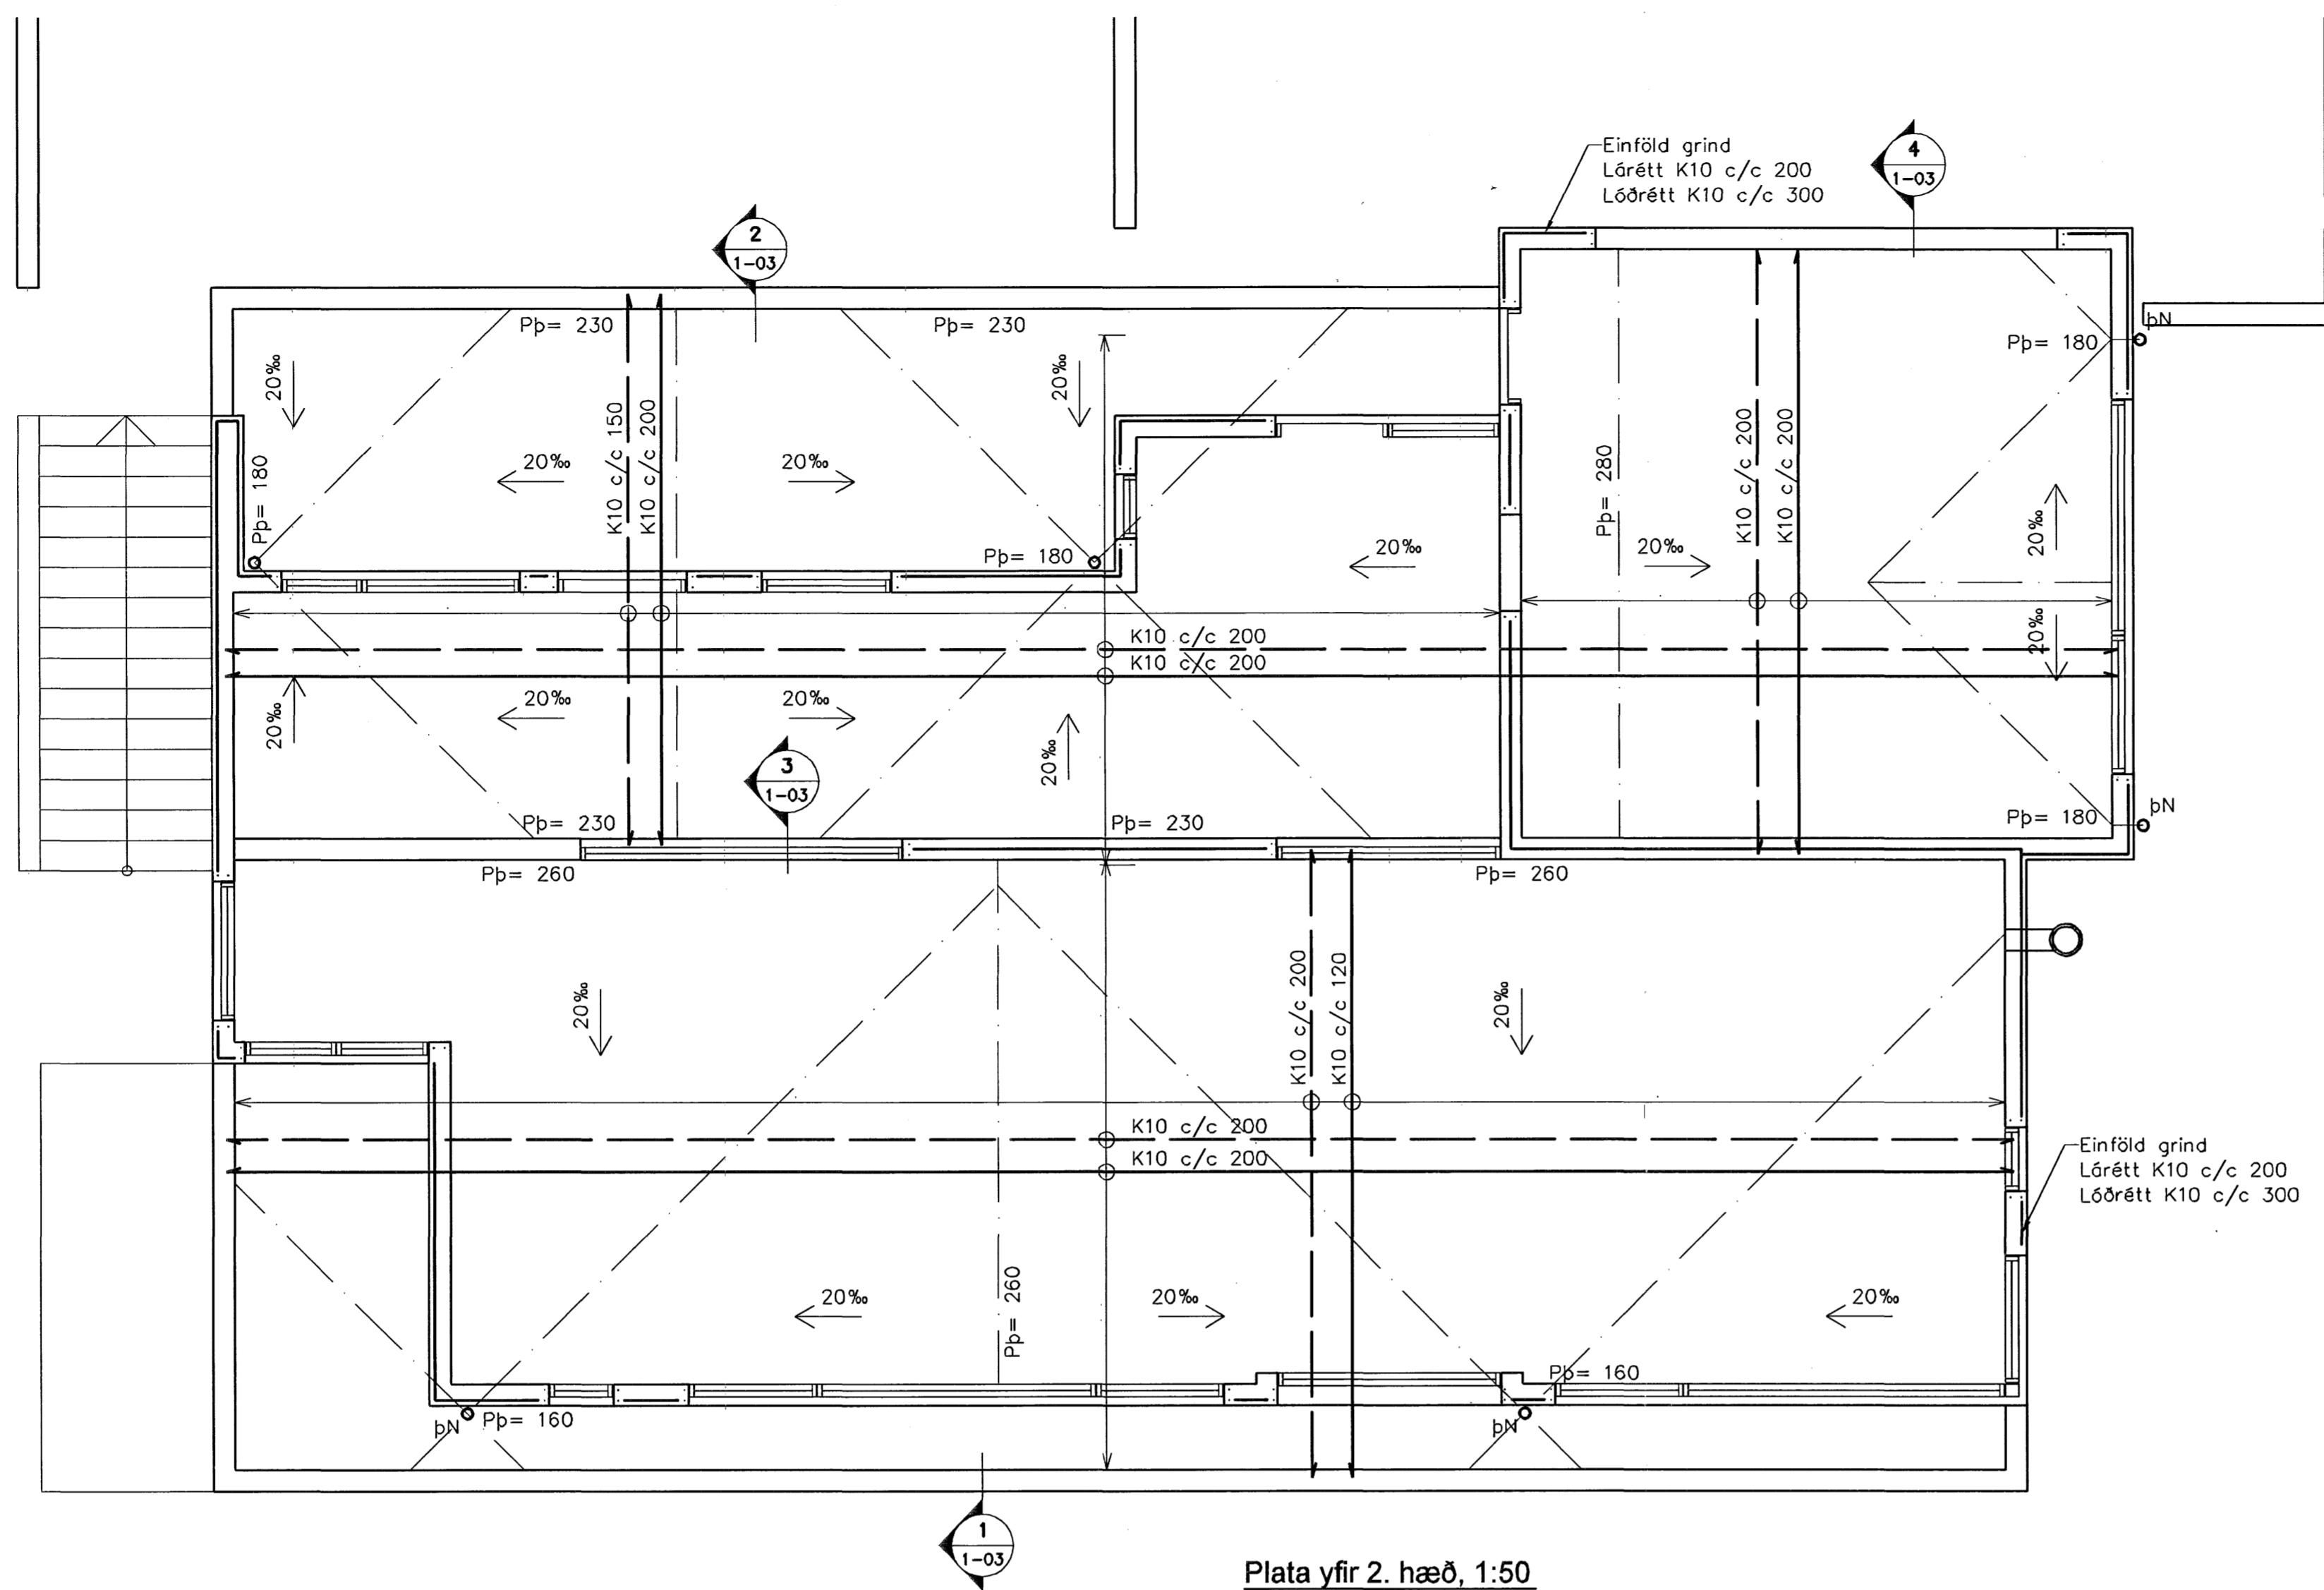 Einföld grind
Lárétt K10 c/c 200
Lóðrétt K10 c/c 300
4
1-03
2
1-03
Pþ= 230
Pþ= 230
þN
Pþ= 180
20‰
20‰
K10 c/c 150
K10 c/c 200
Pþ= 180
20‰
20‰
Pþ= 280
K10 c/c 200
K10 c/c 200
Pþ= 180
20‰
20‰
20‰
20‰
K10 c/c 200
K10 c/c 200
20‰
20‰
20‰
20‰
3
1-03
þN
Pþ= 230
Pþ= 230
Pþ= 180
Pþ= 260
Pþ= 260
20‰
K10 c/c 200
K10 c/c 120
20‰
K10 c/c 200
K10 c/c 200
Einföld grind
Lárétt K10 c/c 200
Lóðrétt K10 c/c 300
20‰
20‰
20‰
Pþ= 260
Pþ= 160
þN
Pþ= 160
þN
1
1-03
Plata yfir 2. hæð, 1:50